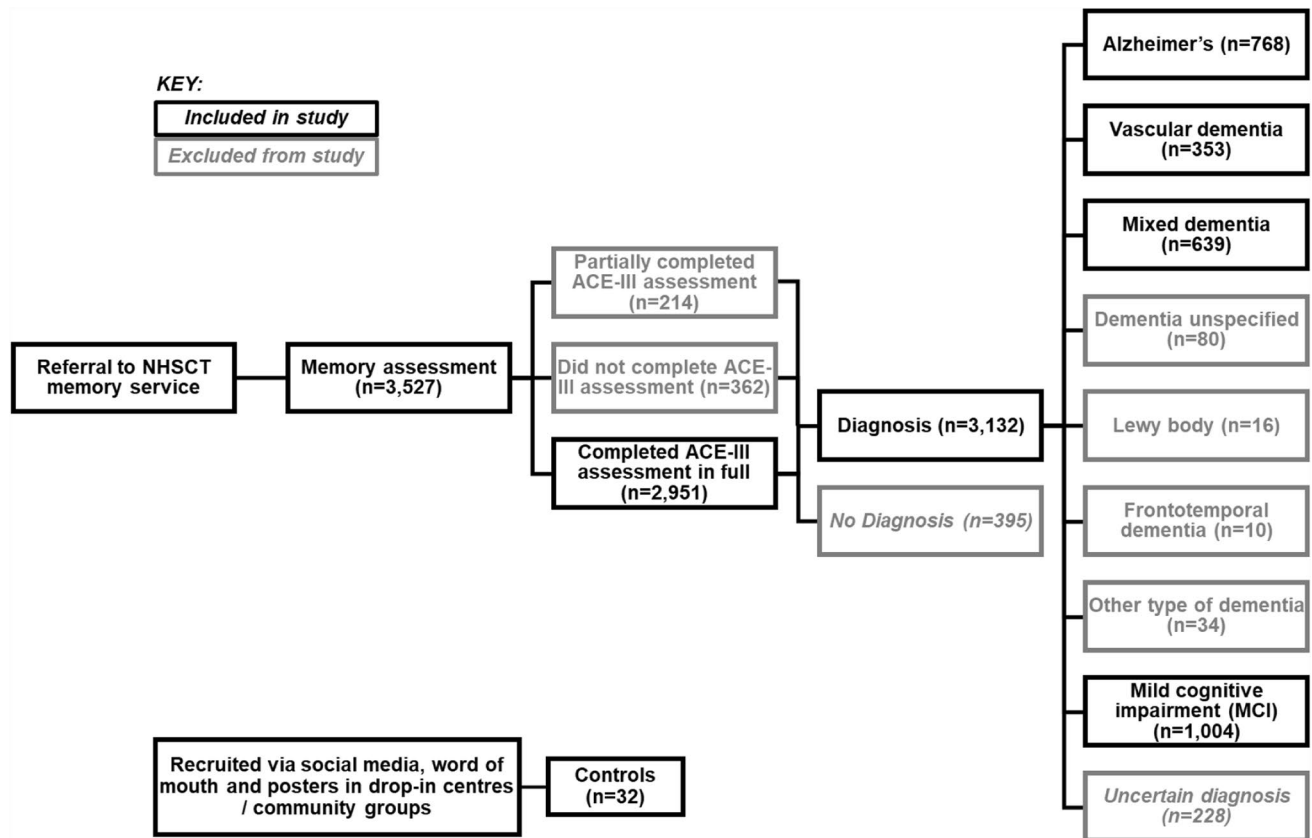 KEY:
Included in study
Excluded from study
Referral to NHSCT
memory service
Memory assessment
(n=3,527)
Partially completed
ACE-III assessment
(n=214)
Did not complete ACE-
III assessment (n=362)
Completed ACE-III
assessment in full
(n=2,951)
Diagnosis (n=3,132)
No Diagnosis (n=395)
Alzheimer’s (n=768)
Vascular dementia
(n=353)
Mixed dementia
(n=639)
Dementia unspecified
(n=80)
Lewy body (n=16)
Frontotemporal
dementia (n=10)
Other type of dementia
(n=34)
Mild cognitive
impairment (MCI)
(n=1,004)
Uncertain diagnosis
(n=228)
Recruited via social media, word of
mouth and posters in drop-in centres
/ community groups
Controls
(n=32)